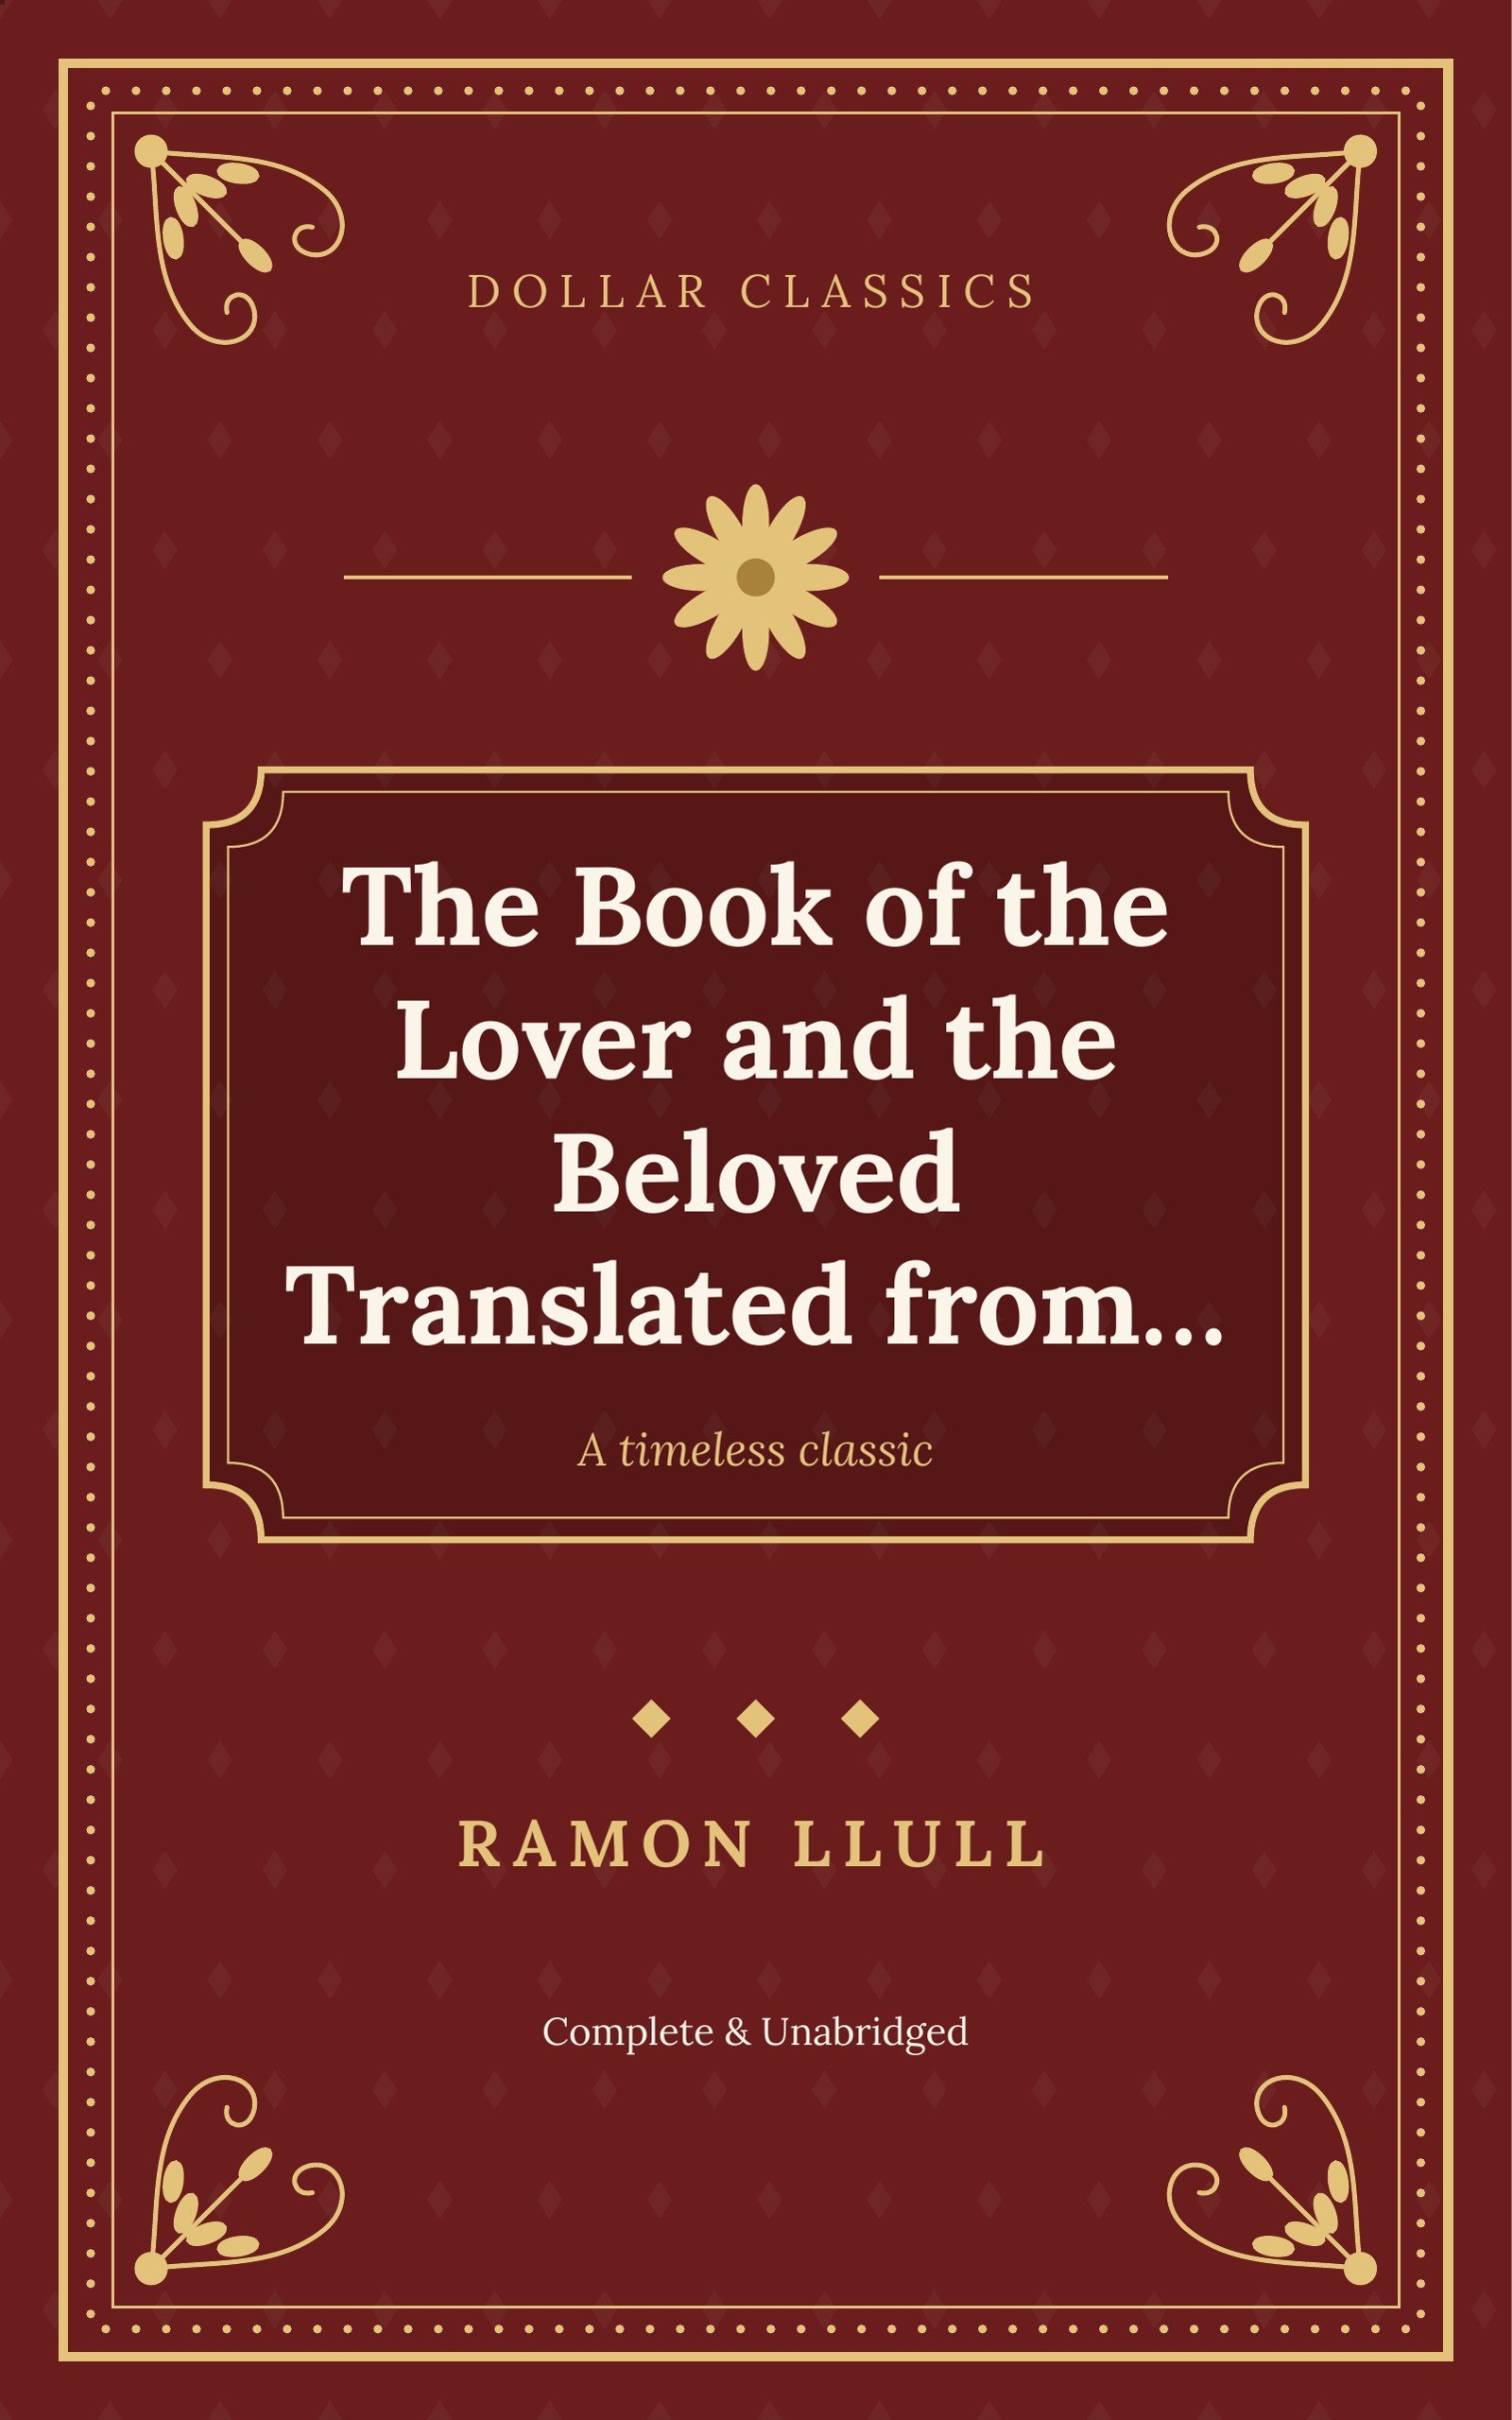 DOLLAR CLASSICS
The Book of the
Lover and the
Beloved
Translated from...
A timeless classic
RAMON LLULL
Complete & Unabridged